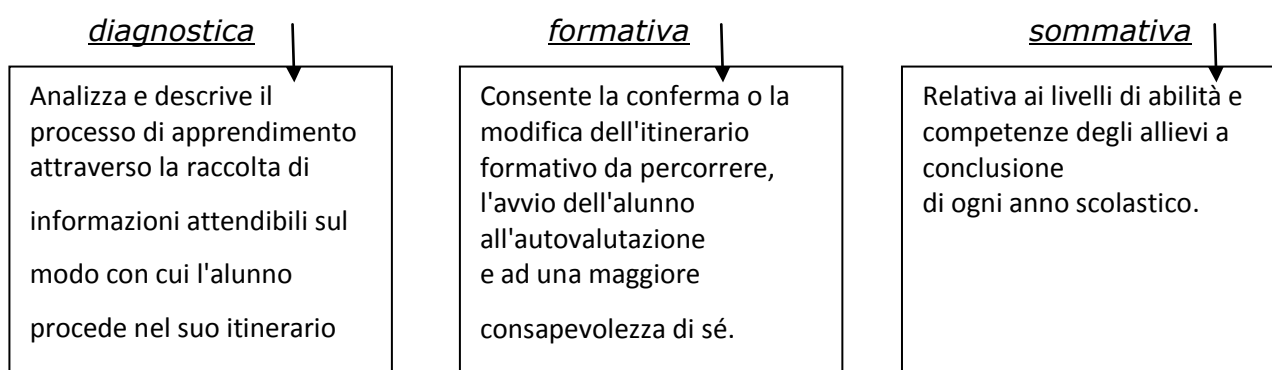 diagnostica
Analizza e descrive il
processo di apprendimento
attraverso la raccolta di
informazioni attendibili sul
modo con cui l'alunno
procede nel suo itinerario
formativa
Consente la conferma o la
modifica dell'itinerario
formativo da percorrere,
l'avvio dell'alunno
all'autovalutazione
e ad una maggiore
consapevolezza di sé.
sommativa
Relativa ai livelli di abilità e
competenze degli allievi a
conclusione
di ogni anno scolastico.